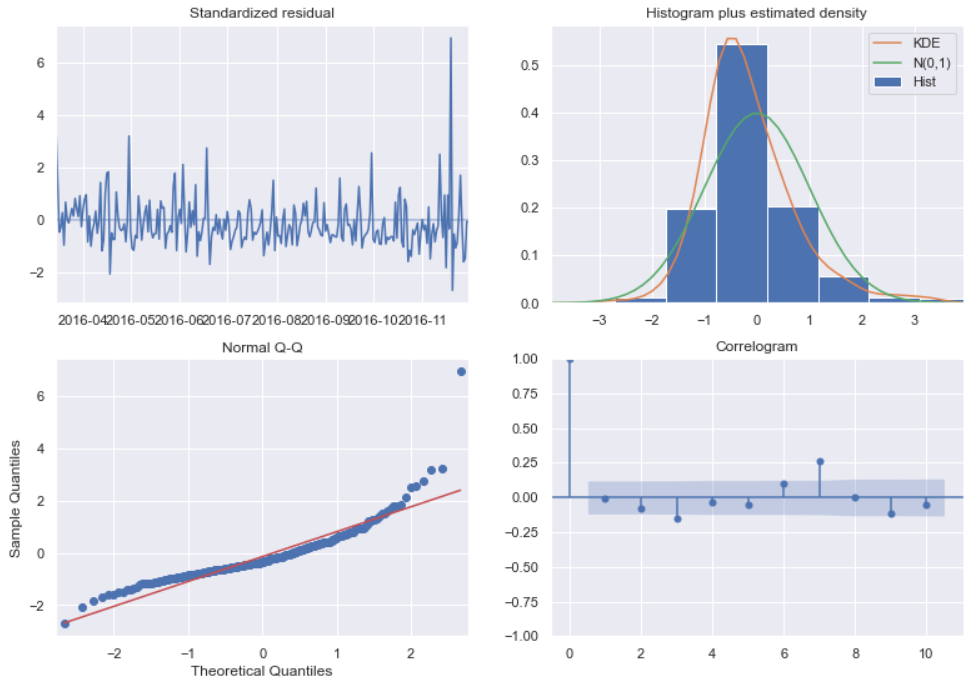 Standardized residual
6
4
2
0
−2
2016-04 2016-05 2016-06 2016-07 2016-08 2016-09 2016-10 2016-11
Histogram plus estimated density
KDE
N(0,1)
Hist
0.5
0.4
0.3
0.2
0.1
0.0
−3 −2 −1 0 1 2 3
Normal Q-Q
Sample Quantiles
6
4
2
0
−2
−2 −1 0 1 2
Theoretical Quantiles
Correlogram
1.00
0.75
0.50
0.25
0.00
−0.25
−0.50
−0.75
−1.00
0 2 4 6 8 10